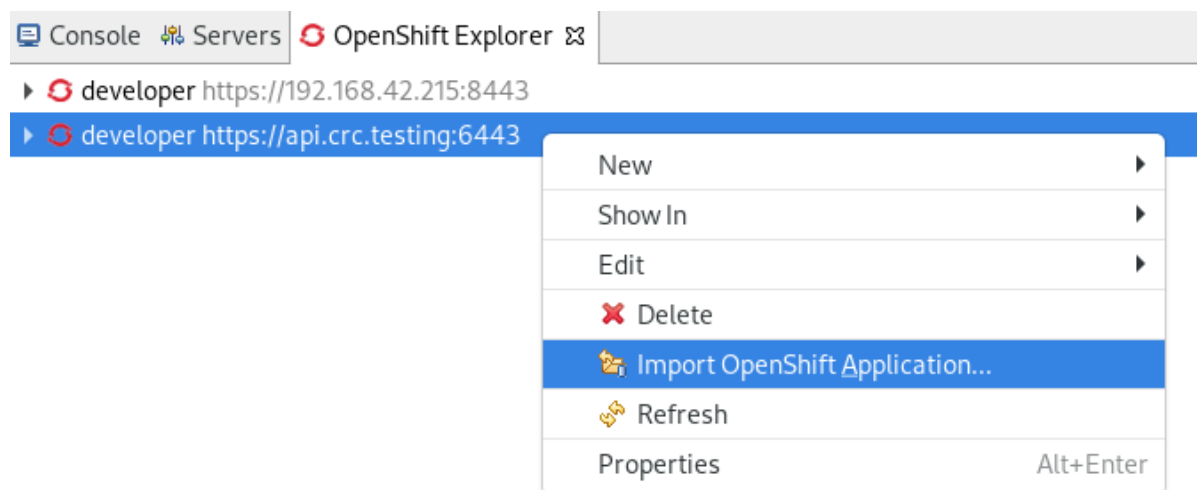 Console Servers OpenShift Explorer
developer https://192.168.42.215:8443
developer https://api.crc.testing:6443
New
Show In
Edit
Delete
Import OpenShift Application...
Refresh
Properties Alt+Enter